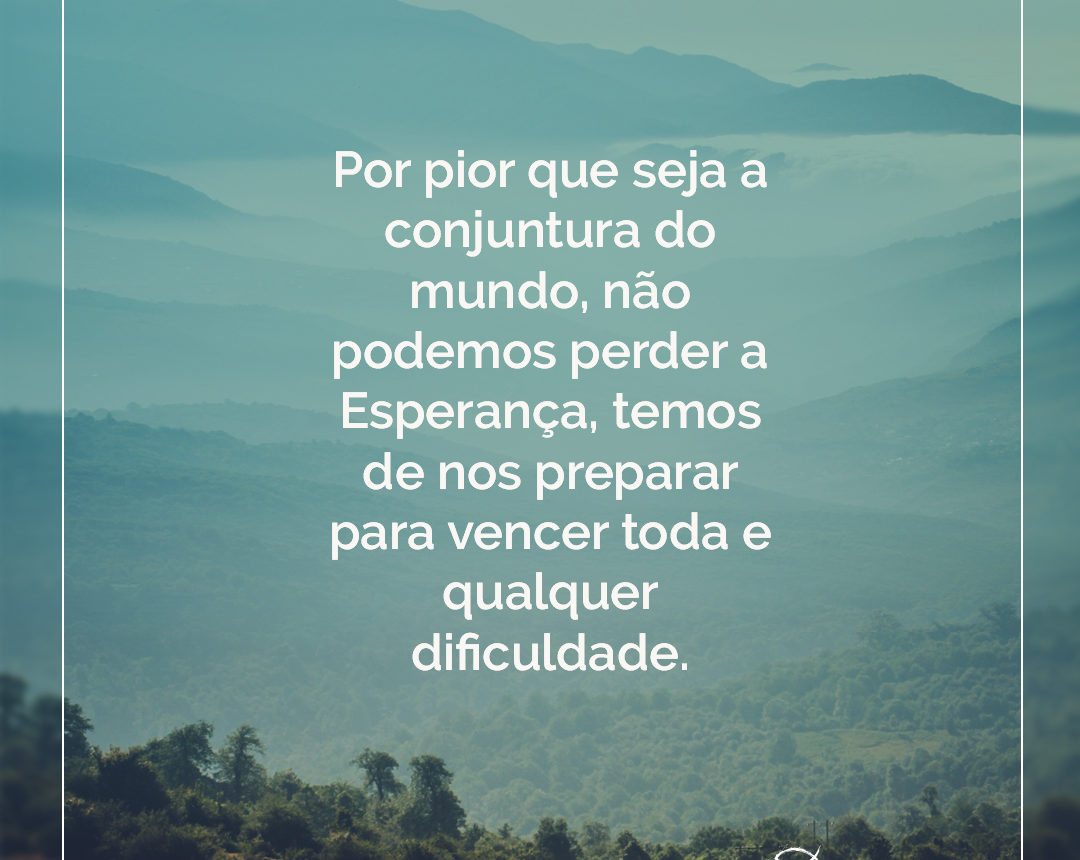 Por pior que seja a
conjuntura do
mundo, não
podemos perder a
Esperança, temos
de nos preparar
para vencer toda e
qualquer
dificuldade.